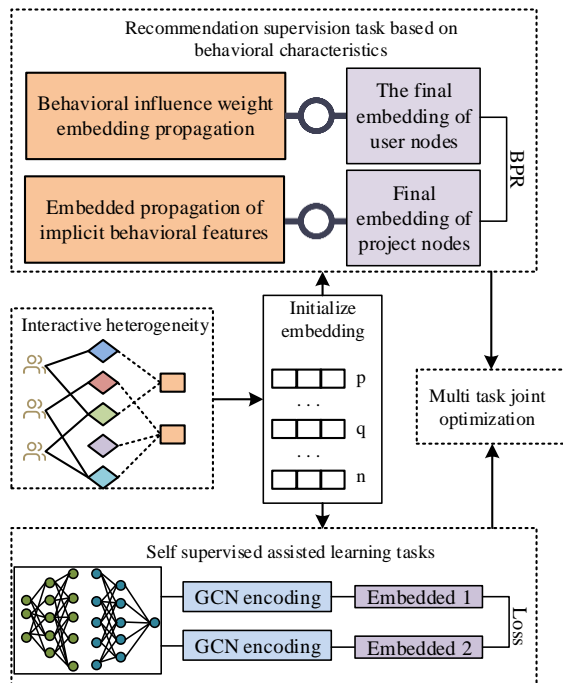 Recommendation supervision task based on
behavioral characteristics
Behavioral influence weight
embedding propagation
The final
embedding of
user nodes
BPR
Embedded propagation of
implicit behavioral features
Final
embedding of
project nodes
Interactive heterogeneity
Initialize
embedding
p
. . .
q
. . .
n
Multi task joint
optimization
Self supervised assisted learning tasks
GCN encoding
Embedded 1
GCN encoding
Embedded 2
Loss